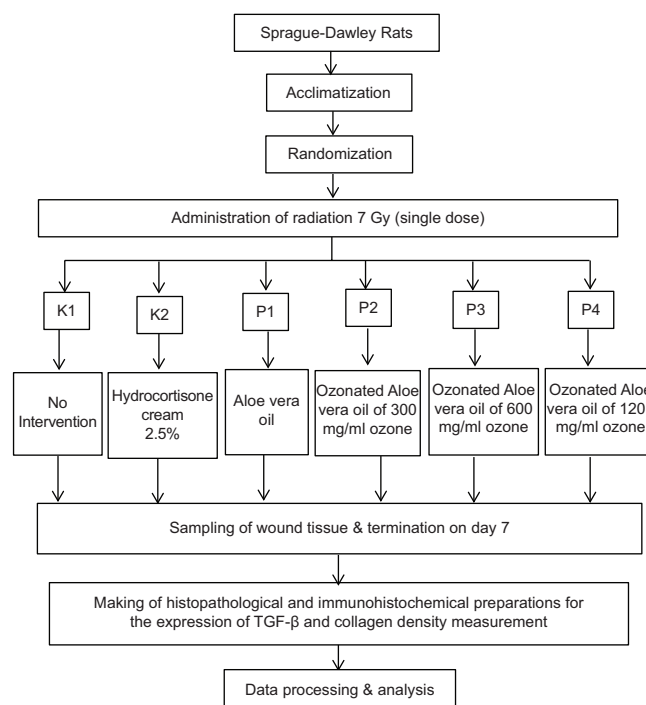 Sprague-Dawley Rats
Acclimatization
Randomization
Administration of radiation 7 Gy (single dose)
K1
K2
P1
P2
P3
P4
No
Intervention
Hydrocortisone
cream
2.5%
Aloe vera
oil
Ozonated Aloe
vera oil of 300
mg/ml ozone
Ozonated Aloe
vera oil of 600
mg/ml ozone
Ozonated Aloe
vera oil of 120
mg/ml ozone
Sampling of wound tissue & termination on day 7
Making of histopathological and immunohistochemical preparations for
the expression of TGF-β and collagen density measurement
Data processing & analysis